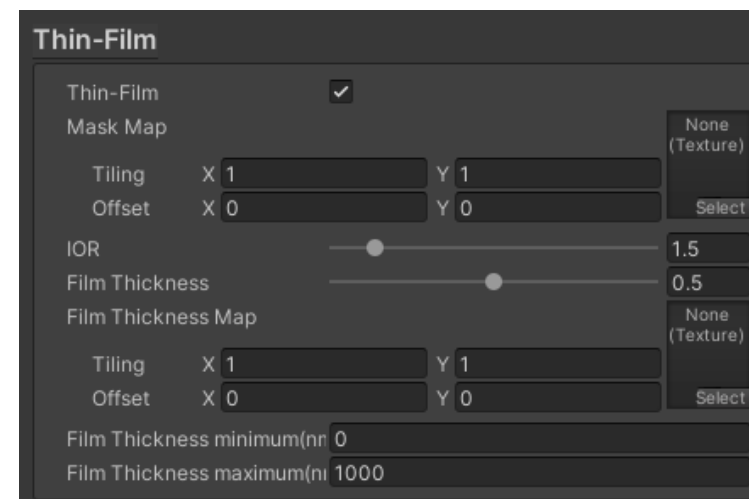 Thin-Film
Thin-Film
Mask Map
None
(Texture)
Tiling X 1 Y 1
Offset X 0 Y 0
Select
IOR 1.5
Film Thickness 0.5
Film Thickness Map
None
(Texture)
Tiling X 1 Y 1
Offset X 0 Y 0
Select
Film Thickness minimum(nn 0
Film Thickness maximum(ni 1000